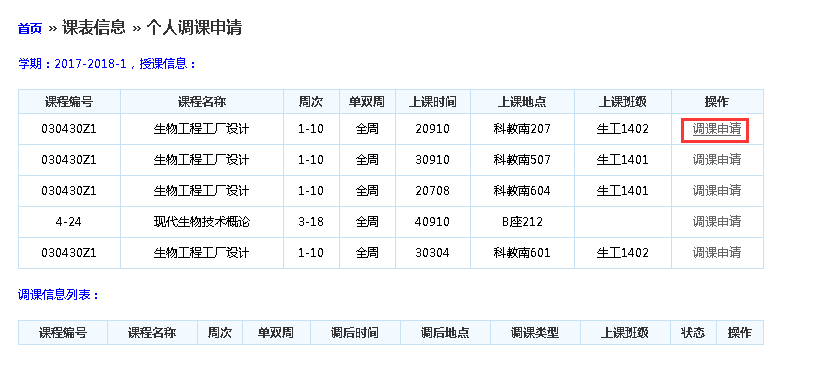 首页 » 课表信息 » 个人调课申请
学期：2017-2018-1，授课信息：
课程编号 课程名称 周次 单双周 上课时间 上课地点 上课班级 操作
030430Z1 生物工程工厂设计 1-10 全周 20910 科教南207 生工1402 调课申请
030430Z1 生物工程工厂设计 1-10 全周 30910 科教南507 生工1401 调课申请
030430Z1 生物工程工厂设计 1-10 全周 20708 科教南604 生工1401 调课申请
4-24 现代生物技术概论 3-18 全周 40910 B座212 调课申请
030430Z1 生物工程工厂设计 1-10 全周 30304 科教南601 生工1402 调课申请
调课信息列表：
课程编号 课程名称 周次 单双周 调后时间 调后地点 调课类型 上课班级 状态 操作